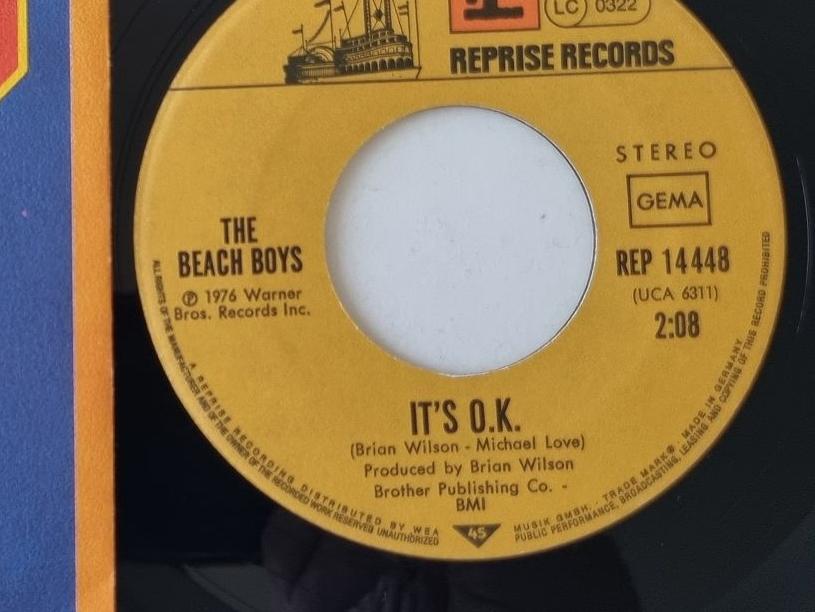 LC 0322
REPRISE RECORDS
STEREO
GEMA
THE
BEACH BOYS
℗ 1976 Warner
Bros. Records Inc.
REP 14 448
(UCA 6311)
2:08
IT'S O.K.
(Brian Wilson - Michael Love)
Produced by Brian Wilson
Brother Publishing Co. -
BMI
45
A REPRISE RECORDING DISTRIBUTED BY WEA MUSIK GMBH. . TRADE MARK® . MADE IN GERMANY
ALL RIGHTS OF THE MANUFACTURER AND OF THE OWNER OF THE RECORDED WORK RESERVED UNAUTHORIZED PUBLIC PERFORMANCE, BROADCASTING, LEASING AND COPYING OF THIS RECORD PROHIBITED